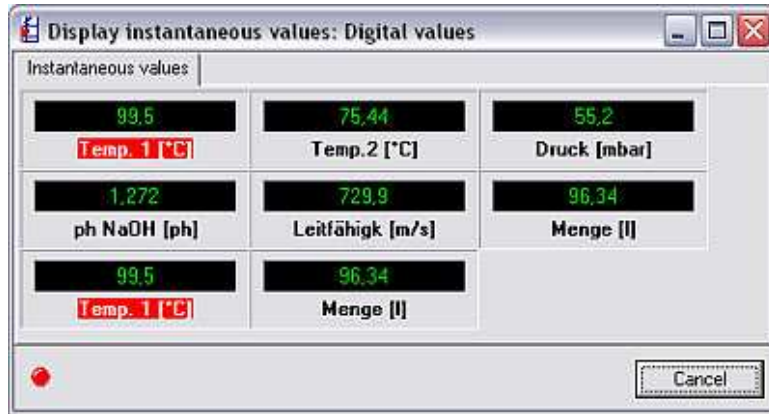 Display instantaneous values: Digital values
Instantaneous values
99,5 75,44 55,2
Temp. 1 [°C] Temp.2 [°C] Druck [mbar]
1,272 729,9 96,34
ph NaOH [ph] Leitfähigk [m/s] Menge [l]
99,5 96,34
Temp. 1 [°C] Menge [l]
Cancel